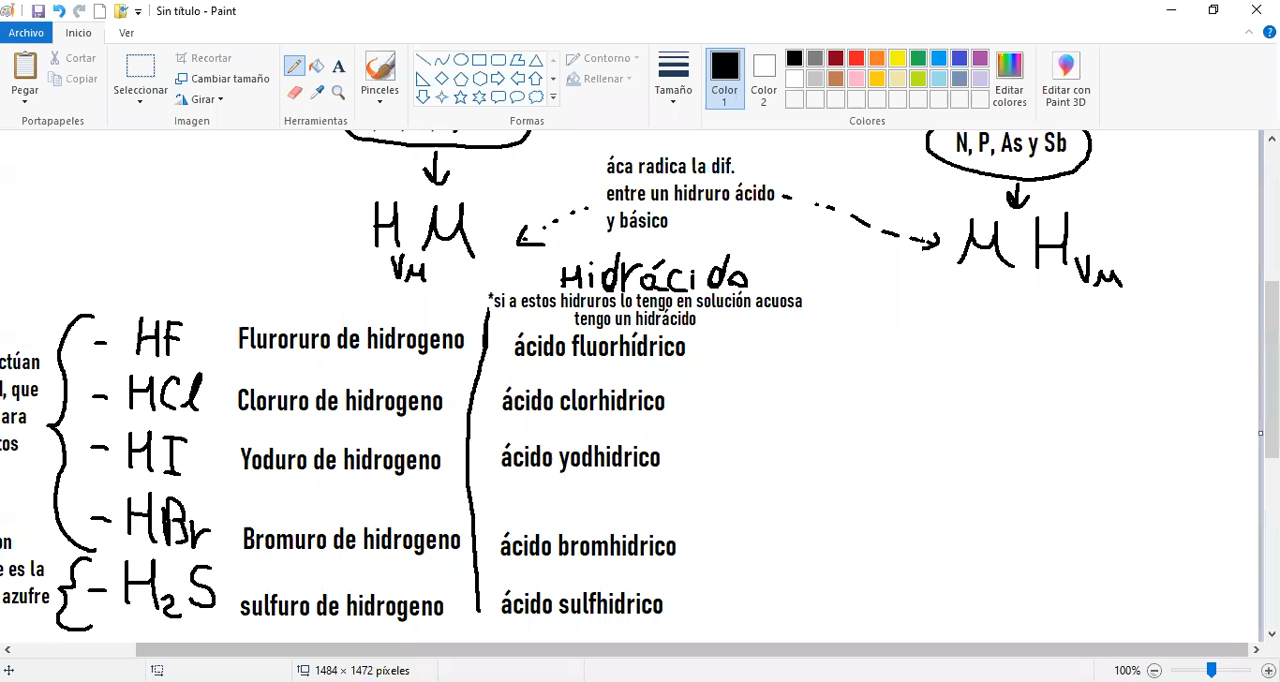 Sin título - Paint
Archivo Inicio Ver
Pegar
Cortar
Copiar
Portapapeles
Seleccionar
Recortar
Cambiar tamaño
Girar
Imagen
A
Herramientas
Pinceles
Contorno
Rellenar
Formas
Tamaño
Color
1
Color
2
Editar
colores
Editar con
Paint 3D
Colores
N, P, As y Sb
áca radica la dif.
entre un hidruro ácido
y básico
H M
VM
M H VM
Hidrácido
*si a estos hidruros lo tengo en solución acuosa
tengo un hidrácido
- HF Fluroruro de hidrogeno ácido fluorhídrico
ctúan
, que
- HCl Cloruro de hidrogeno ácido clorhidrico
ara
tos
- HI Yoduro de hidrogeno ácido yodhidrico
- HBr Bromuro de hidrogeno ácido bromhidrico
on
e es la
azufre
- H2S sulfuro de hidrogeno ácido sulfhidrico
1484 × 1472 píxeles
100%